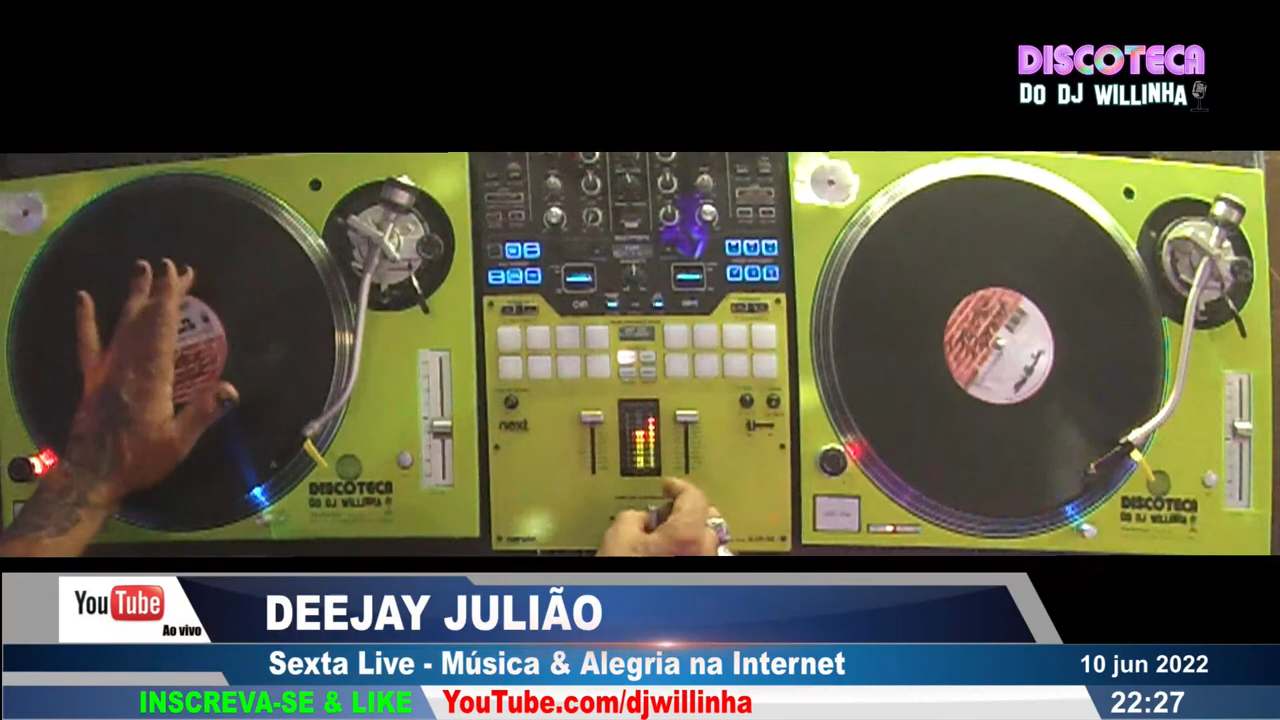 DISCOTECA
DO DJ WILLINHA
next
DISCOTECA
DO DJ WILLINHA
DISCOTECA
DO DJ WILLINHA
YouTube
Ao vivo
DEEJAY JULIÃO
Sexta Live - Música & Alegria na Internet
10 jun 2022
INSCREVA-SE & LIKE
YouTube.com/djwillinha
22:27